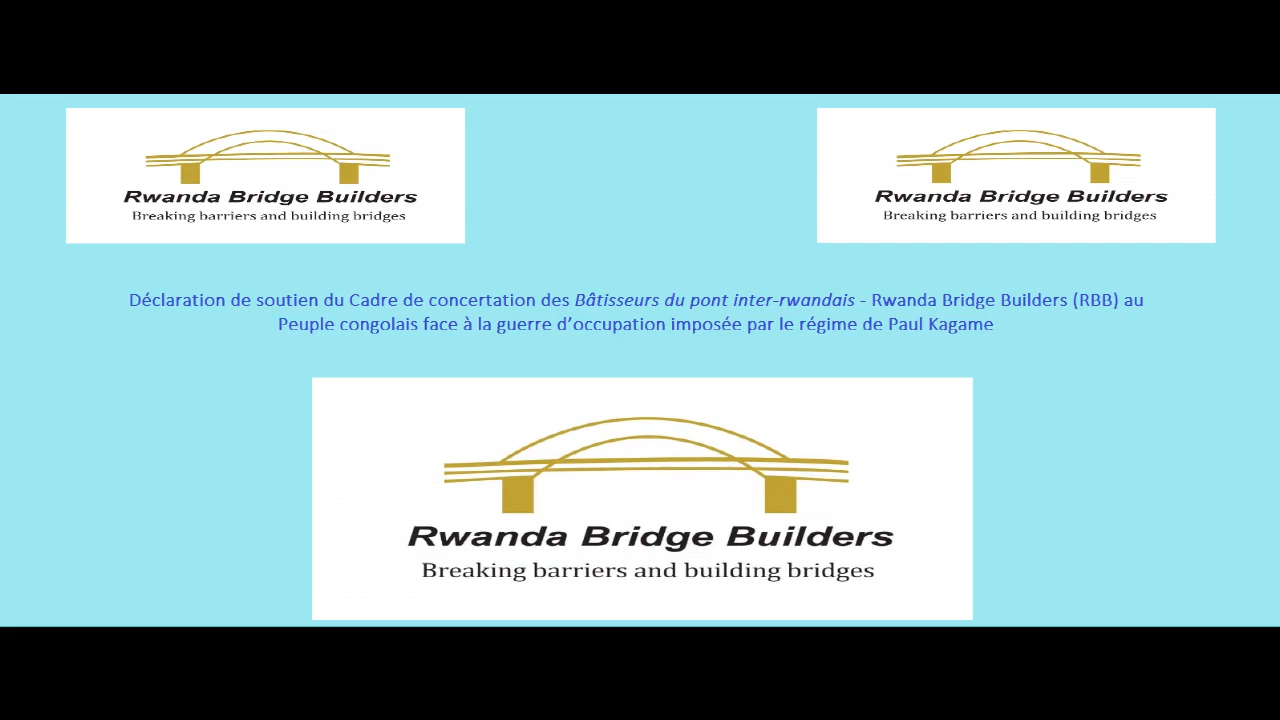 Rwanda Bridge Builders
Breaking barriers and building bridges
Rwanda Bridge Builders
Breaking barriers and building bridges
Déclaration de soutien du Cadre de concertation des Bâtisseurs du pont inter-rwandais - Rwanda Bridge Builders (RBB) au
Peuple congolais face à la guerre d’occupation imposée par le régime de Paul Kagame
Rwanda Bridge Builders
Breaking barriers and building bridges